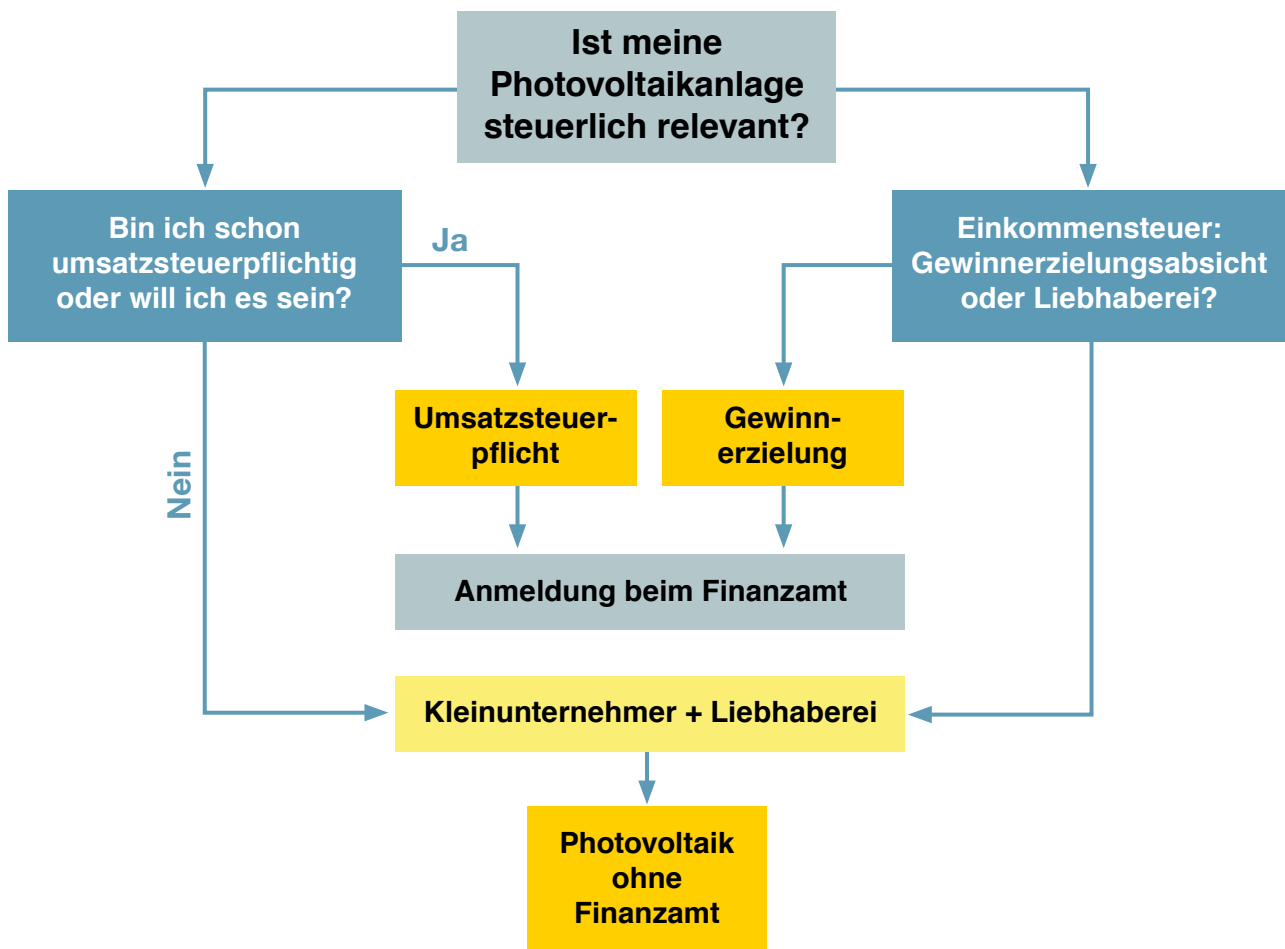 Ist meine
Photovoltaikanlage
steuerlich relevant?
Bin ich schon
umsatzsteuerpflichtig
oder will ich es sein?
Ja
Einkommensteuer:
Gewinnerzielungsabsicht
oder Liebhaberei?
Umsatzsteuer-
pflicht
Gewinn-
erzielung
Nein
Anmeldung beim Finanzamt
Kleinunternehmer + Liebhaberei
Photovoltaik
ohne
Finanzamt